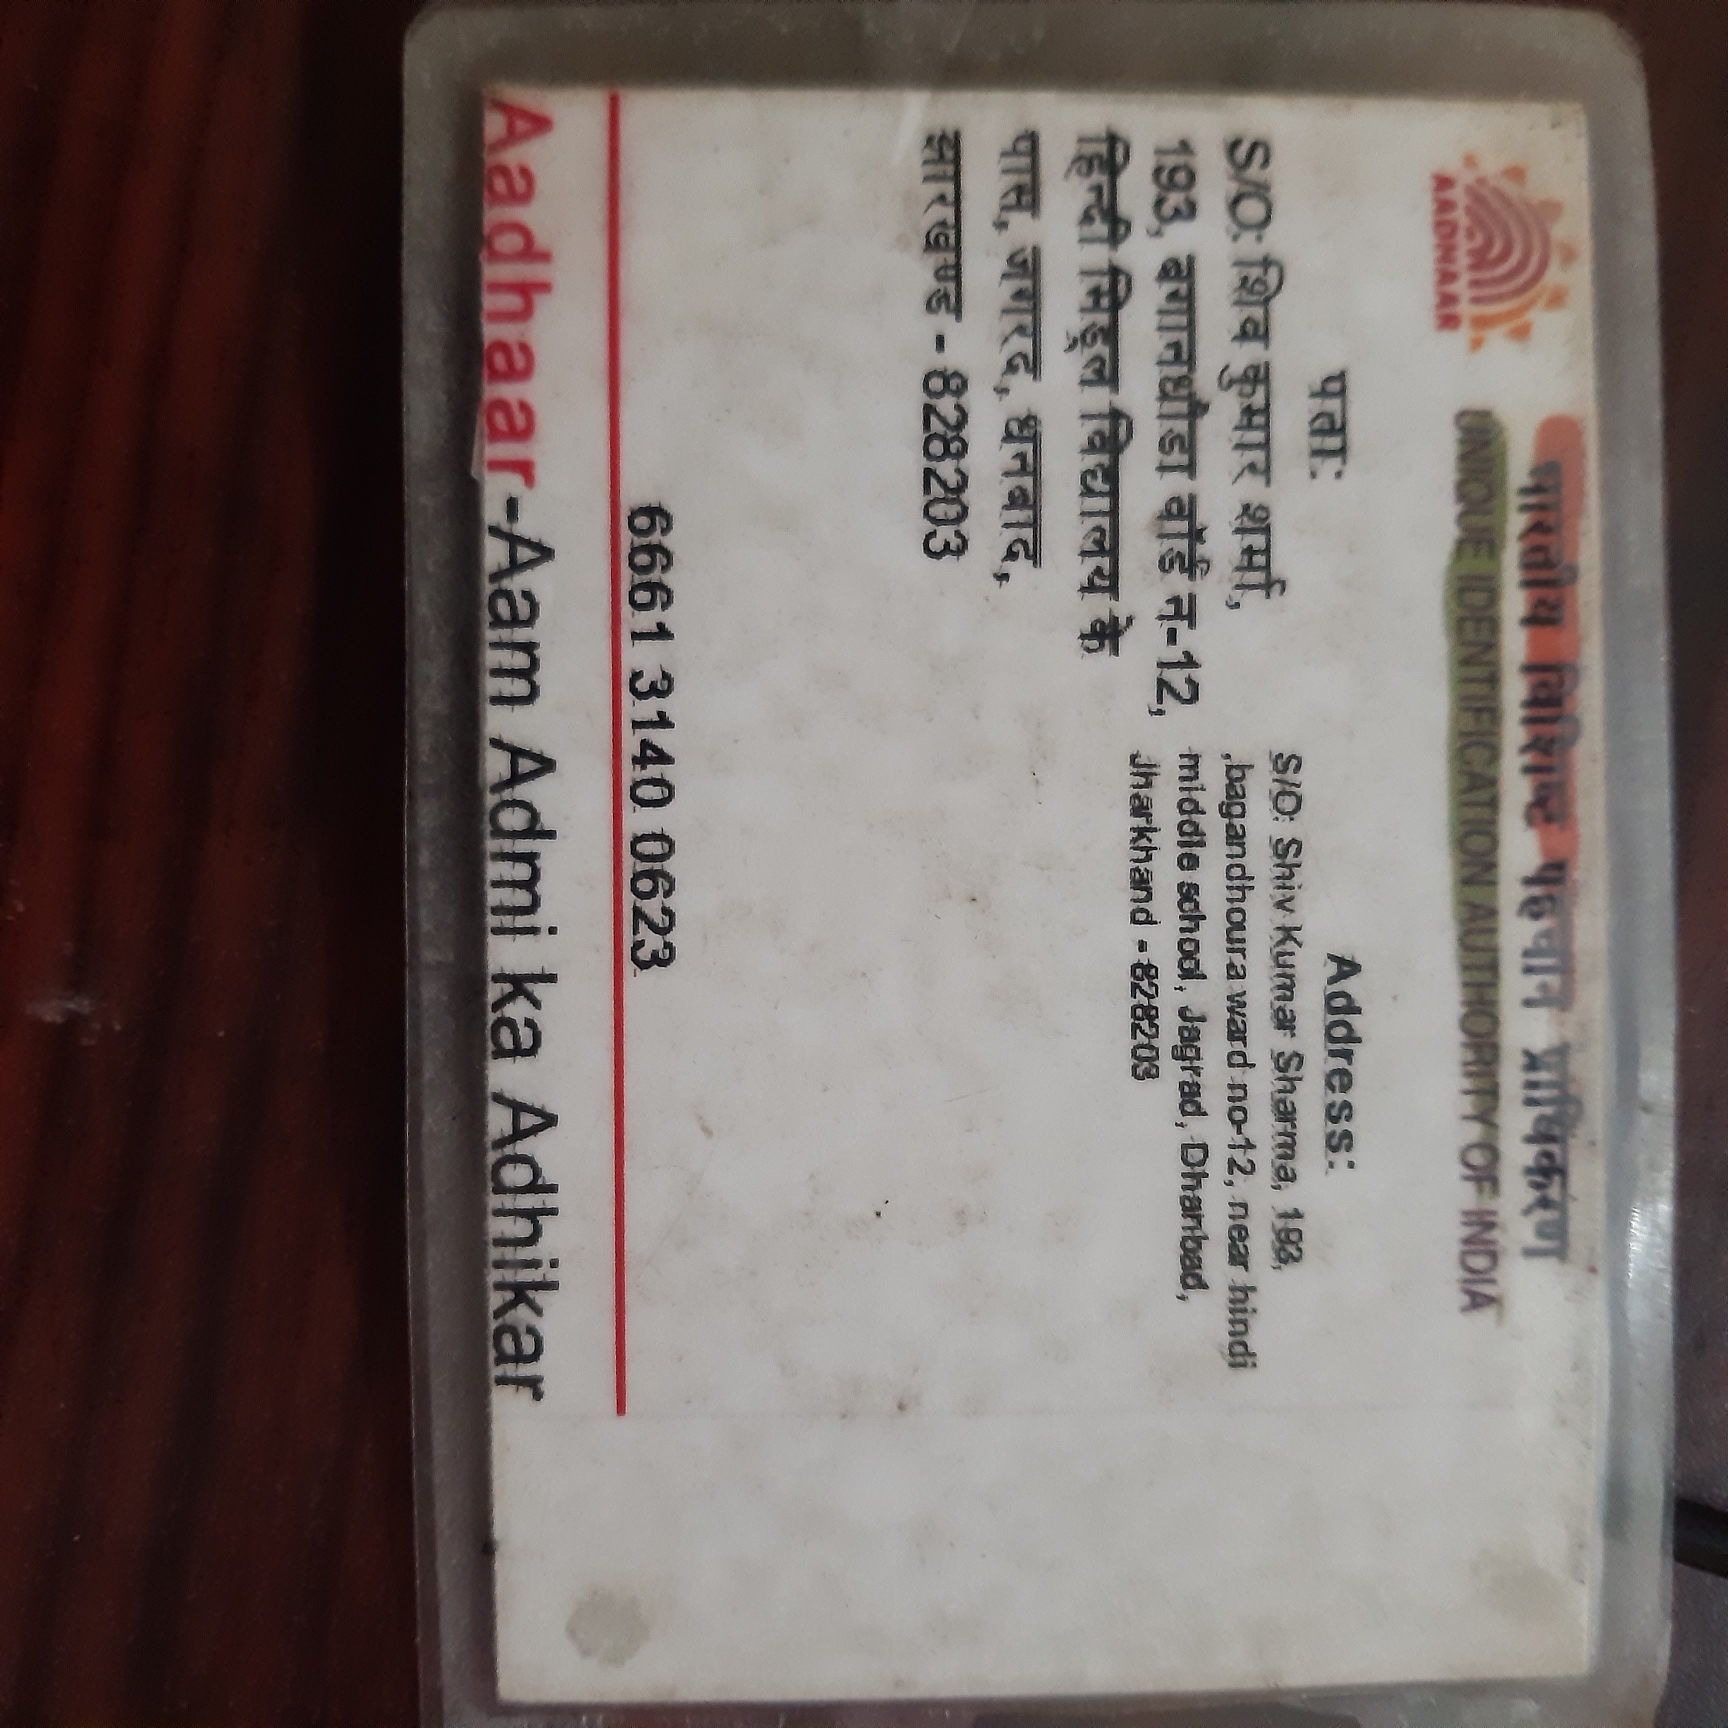 भारतीय विशिष्ट पहचान प्राधिकरण
UNIQUE IDENTIFICATION AUTHORITY OF INDIA
AADHAAR
पता:
S/O: शिव कुमार शर्मा,
193, बगानधौडा वॉर्ड न-12,
हिन्दी मिडूल विद्यालय के
पास, जगरद, धनबाद,
झारखण्ड - 828203
Address:
S/O: Shiv Kumar Sharma, 193,
,bagandhoura ward no-12, near hindi
middle school, Jagrad, Dhanbad,
Jharkhand - 828203
6661 3140 0623
Aadhaar-Aam Admi ka Adhikar